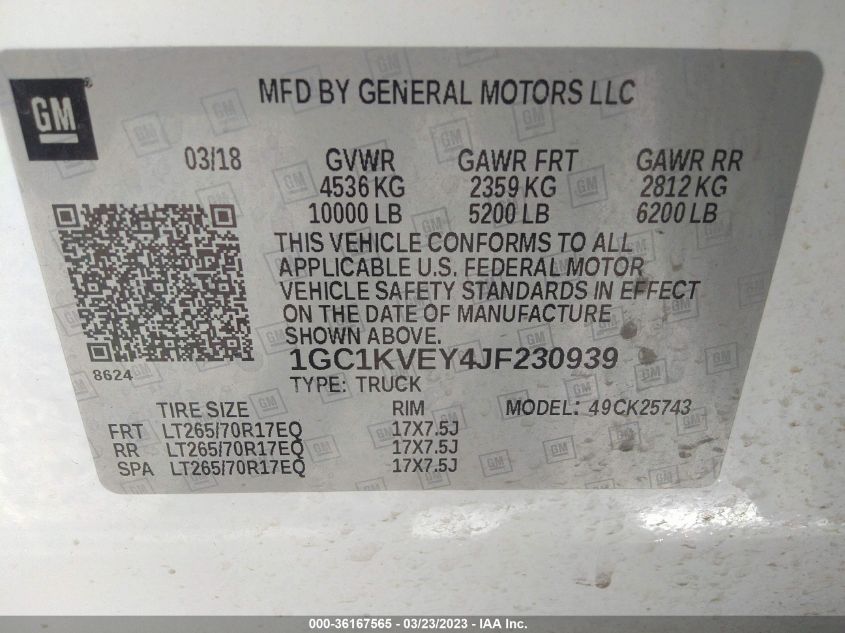 GM
MFD BY GENERAL MOTORS LLC
03/18 GVWR GAWR FRT GAWR RR
4536 KG 2359 KG 2812 KG
10000 LB 5200 LB 6200 LB
THIS VEHICLE CONFORMS TO ALL
APPLICABLE U.S. FEDERAL MOTOR
VEHICLE SAFETY STANDARDS IN EFFECT
ON THE DATE OF MANUFACTURE
SHOWN ABOVE.
1GC1KVEY4JF230939
8624
TYPE: TRUCK
TIRE SIZE RIM MODEL: 49CK25743
FRT LT265/70R17EQ 17X7.5J
RR LT265/70R17EQ 17X7.5J
SPA LT265/70R17EQ 17X7.5J
000-36167565 - 03/23/2023 - IAA Inc.